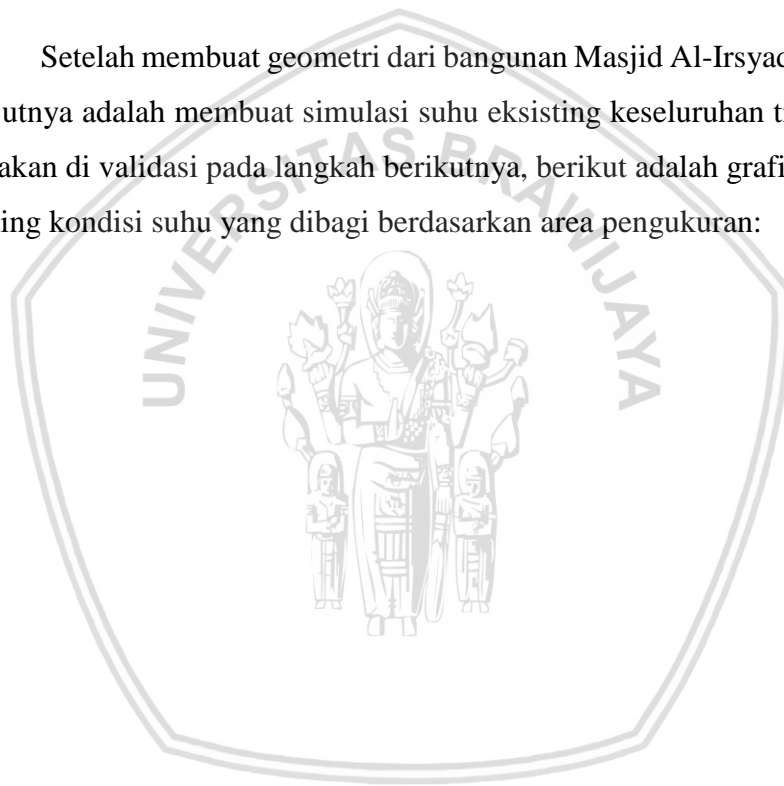 Setelah membuat geometri dari bangunan Masjid Al-Irsyad
utnya adalah membuat simulasi suhu eksisting keseluruhan t
akan di validasi pada langkah berikutnya, berikut adalah grafi
ing kondisi suhu yang dibagi berdasarkan area pengukuran:
UNIVERSITAS BRAWIJAYA